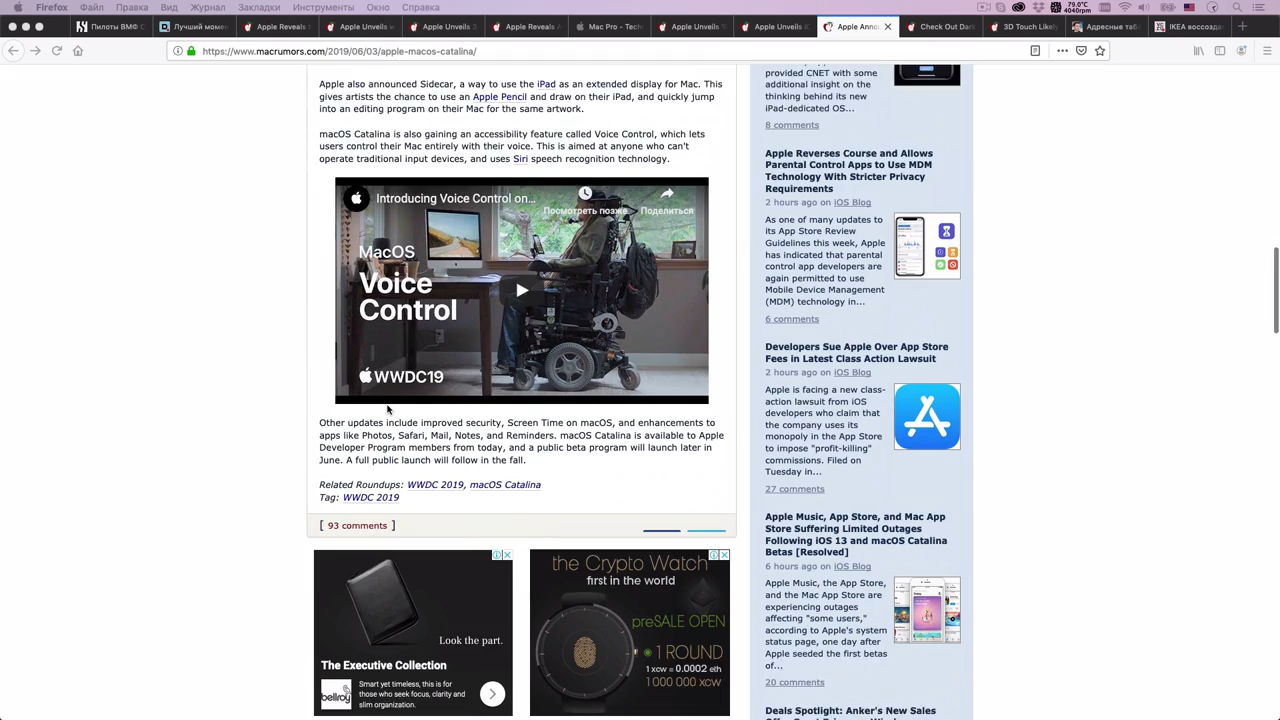 Firefox Файл Правка Вид Журнал Закладки Инструменты Окно Справка
79.0°C
4040rpm
Пилоты ВМФ С
Лучший момент
Apple Reveals
Apple Unveils
Apple Unveils
Apple Reveals A
Mac Pro - Tech
Apple Unveils
Apple Unveils iC
Apple Anno
Check Out Dark
3D Touch Likely
Адресные табл
IKEA воссозда
https://www.macrumors.com/2019/06/03/apple-macos-catalina/
Apple also announced Sidecar, a way to use the iPad as an extended display for Mac. This
gives artists the chance to use an Apple Pencil and draw on their iPad, and quickly jump
into an editing program on their Mac for the same artwork.
macOS Catalina is also gaining an accessibility feature called Voice Control, which lets
users control their Mac entirely with their voice. This is aimed at anyone who can't
operate traditional input devices, and uses Siri speech recognition technology.
Introducing Voice Control on...
Посмотреть позже
Поделиться
MacOS
Voice
Control
WWDC19
Other updates include improved security, Screen Time on macOS, and enhancements to
apps like Photos, Safari, Mail, Notes, and Reminders. macOS Catalina is available to Apple
Developer Program members from today, and a public beta program will launch later in
June. A full public launch will follow in the fall.
Related Roundups: WWDC 2019, macOS Catalina
Tag: WWDC 2019
[ 93 comments ]
Look the part.
The Executive Collection
bellroy
Smart yet timeless, this is for
those who seek focus, clarity and
slim organization.
the Crypto Watch
first in the world
preSALE OPEN
1 ROUND
1 xcw = 0.0002 eth
1 000 000 xcw
provided CNET with some
additional insight on the
thinking behind its new
iPad-dedicated OS...
8 comments
Apple Reverses Course and Allows
Parental Control Apps to Use MDM
Technology With Stricter Privacy
Requirements
2 hours ago on iOS Blog
As one of many updates to
its App Store Review
Guidelines this week, Apple
has indicated that parental
control app developers are
again permitted to use
Mobile Device Management
(MDM) technology in...
6 comments
Developers Sue Apple Over App Store
Fees in Latest Class Action Lawsuit
2 hours ago on iOS Blog
Apple is facing a new class-
action lawsuit from iOS
developers who claim that
the company uses its
monopoly in the App Store
to impose "profit-killing"
commissions. Filed on
Tuesday in...
27 comments
Apple Music, App Store, and Mac App
Store Suffering Limited Outages
Following iOS 13 and macOS Catalina
Betas [Resolved]
6 hours ago on iOS Blog
Apple Music, the App Store,
and the Mac App Store are
experiencing outages
affecting "some users,"
according to Apple's system
status page, one day after
Apple seeded the first betas
of...
20 comments
Deals Spotlight: Anker's New Sales